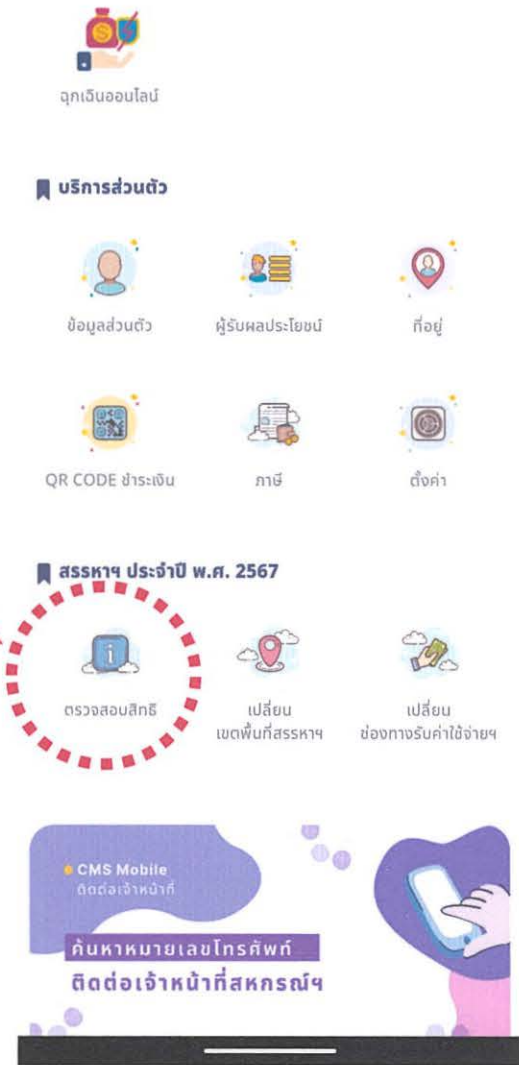 ฉุกเฉินออนไลน์
บริการส่วนตัว
ข้อมูลส่วนตัว
ผู้รับผลประโยชน์
ที่อยู่
QR CODE ชำระเงิน
ภาษี
ตั้งค่า
สรรหาฯ ประจำปี พ.ศ. 2567
ตรวจสอบสิทธิ
เปลี่ยน
เขตพื้นที่สรรหาฯ
เปลี่ยน
ช่องทางรับค่าใช้จ่ายฯ
CMS Mobile
ติดต่อเจ้าหน้าที่
ค้นหาหมายเลขโทรศัพท์
ติดต่อเจ้าหน้าที่สหกรณ์ฯ